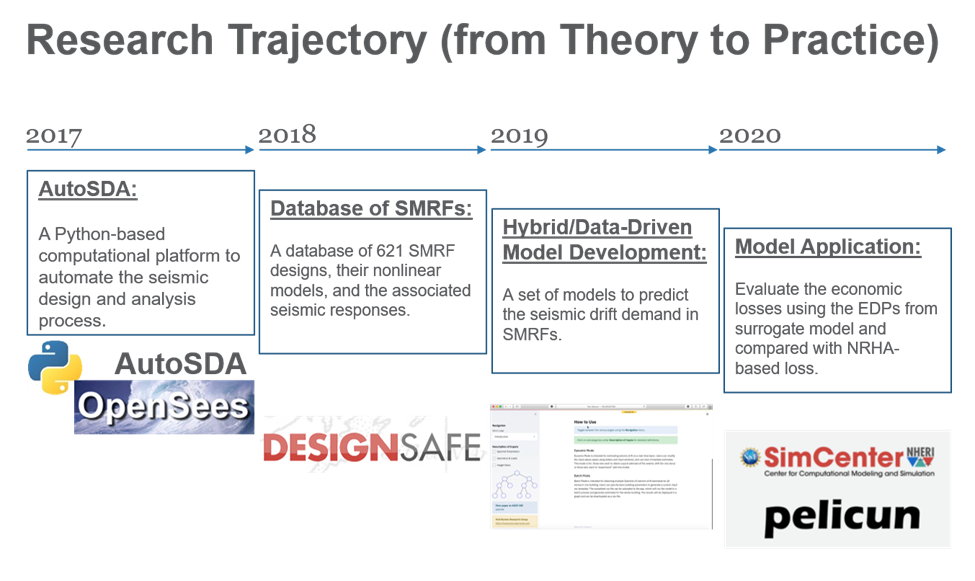 Research Trajectory (from Theory to Practice)
2017
2018
2019
2020
AutoSDA:
A Python-based
computational platform to
automate the seismic
design and analysis
process.
Database of SMRFs:
A database of 621 SMRF
designs, their nonlinear
models, and the associated
seismic responses.
Hybrid/Data-Driven
Model Development:
A set of models to predict
the seismic drift demand in
SMRFs.
Model Application:
Evaluate the economic
losses using the EDPs from
surrogate model and
compared with NRHA-
based loss.
AutoSDA
OpenSees
DESIGNSAFE
How to Use
SimCenter NHERI
Center for Computational Modeling and Simulation
pelicun